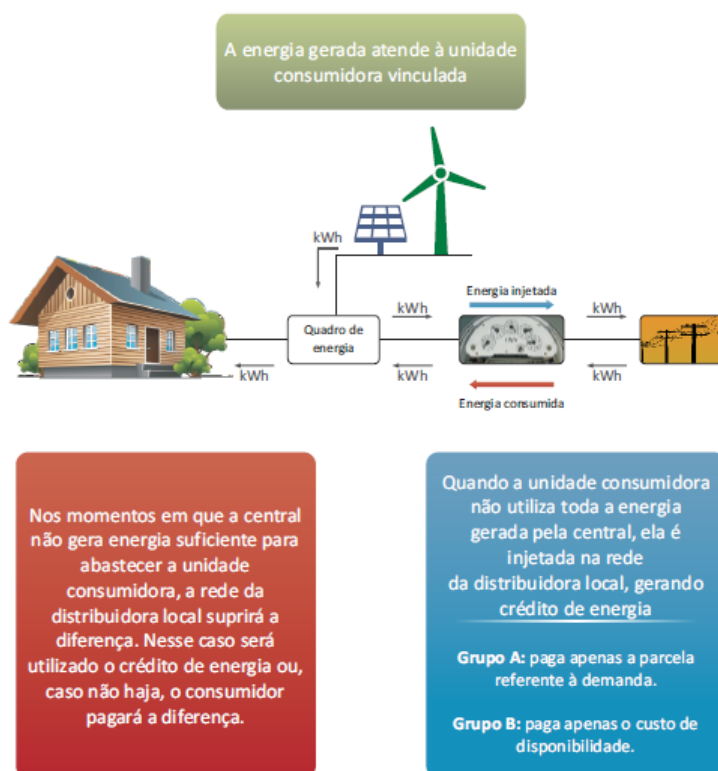 A energia gerada atende à unidade
consumidora vinculada
kWh
Energia injetada
kWh
kWh
Quadro de
energia
kWh
kWh
kWh
Energia consumida
Nos momentos em que a central
não gera energia suficiente para
abastecer a unidade
consumidora, a rede da
distribuidora local suprirá a
diferença. Nesse caso será
utilizado o crédito de energia ou,
caso não haja, o consumidor
pagará a diferença.
Quando a unidade consumidora
não utiliza toda a energia
gerada pela central, ela é
injetada na rede
da distribuidora local, gerando
crédito de energia
Grupo A: paga apenas a parcela
referente à demanda.
Grupo B: paga apenas o custo de
disponibilidade.